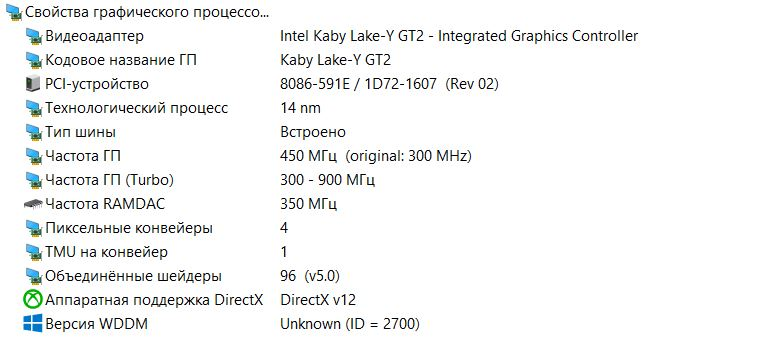 Свойства графического процессо...
Видеоадаптер Intel Kaby Lake-Y GT2 - Integrated Graphics Controller
Кодовое название ГП Kaby Lake-Y GT2
PCI-устройство 8086-591E / 1D72-1607 (Rev 02)
Технологический процесс 14 nm
Тип шины Встроено
Частота ГП 450 МГц (original: 300 MHz)
Частота ГП (Turbo) 300 - 900 МГц
Частота RAMDAC 350 МГц
Пиксельные конвейеры 4
TMU на конвейер 1
Объединённые шейдеры 96 (v5.0)
Аппаратная поддержка DirectX DirectX v12
Версия WDDM Unknown (ID = 2700)